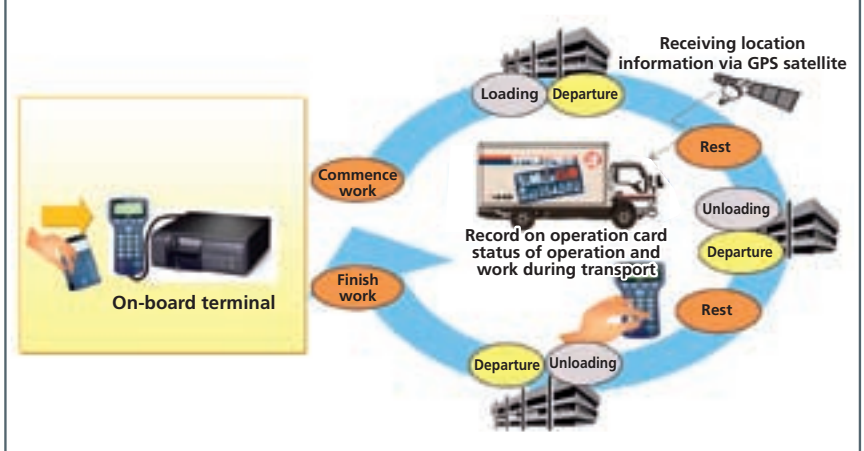 Receiving location
information via GPS satellite
Loading
Departure
Rest
Commence
work
Unloading
Departure
Record on operation card
status of operation and
work during transport
On-board terminal
Finish
work
Rest
Departure
Unloading